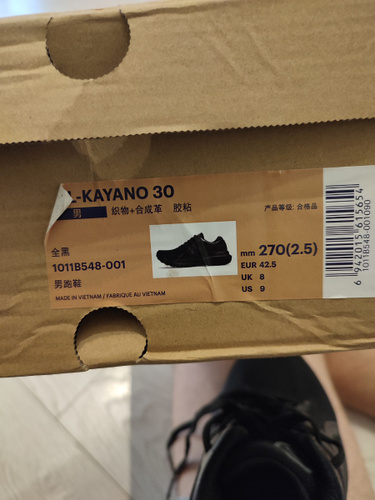 L-KAYANO 30
男 织物+合成革 胶粘 产品等级: 合格品
全黑
1011B548-001
男跑鞋
MADE IN VIETNAM / FABRIQUE AU VIETNAM
mm 270(2.5)
EUR 42.5
UK 8
US 9
6 942015 615654
1011B548-001090